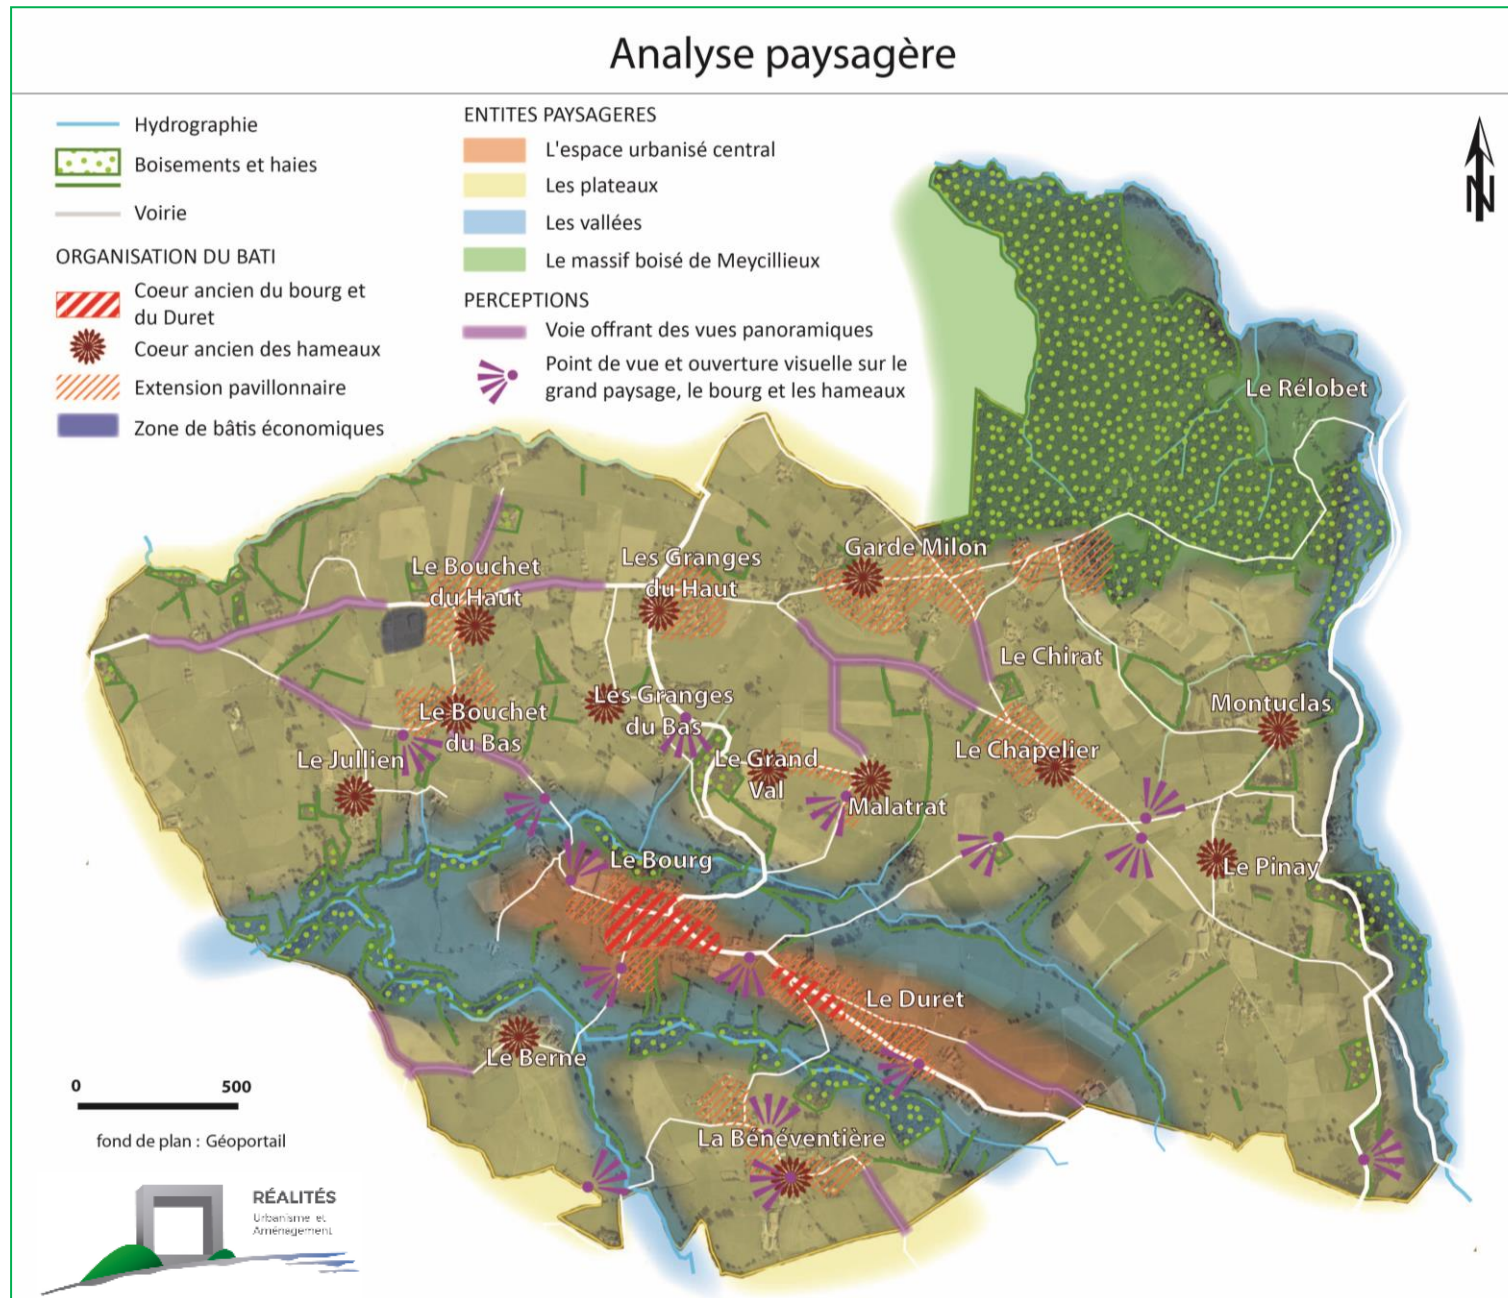 Analyse paysagère
Hydrographie
Boisements et haies
Voirie
ORGANISATION DU BATI
Coeur ancien du bourg et
du Duret
Coeur ancien des hameaux
Extension pavillonnaire
Zone de bâtis économiques
ENTITES PAYSAGERES
L'espace urbanisé central
Les plateaux
Les vallées
Le massif boisé de Meycillieux
PERCEPTIONS
Voie offrant des vues panoramiques
Point de vue et ouverture visuelle sur le
grand paysage, le bourg et les hameaux
N
Le Rélobet
Le Bouchet
du Haut
Les Granges
du Haut
Garde Milon
Le Chirat
Montuclas
Les Granges
du Bas
Le Bouchet
du Bas
Le Jullien
Le Grand
Val
Malatrat
Le Chapelier
Le Pinay
Le Bourg
Le Duret
Le Berne
La Bénéventière
0 500
fond de plan : Géoportail
RÉALITÉS
Urbanisme et
Aménagement